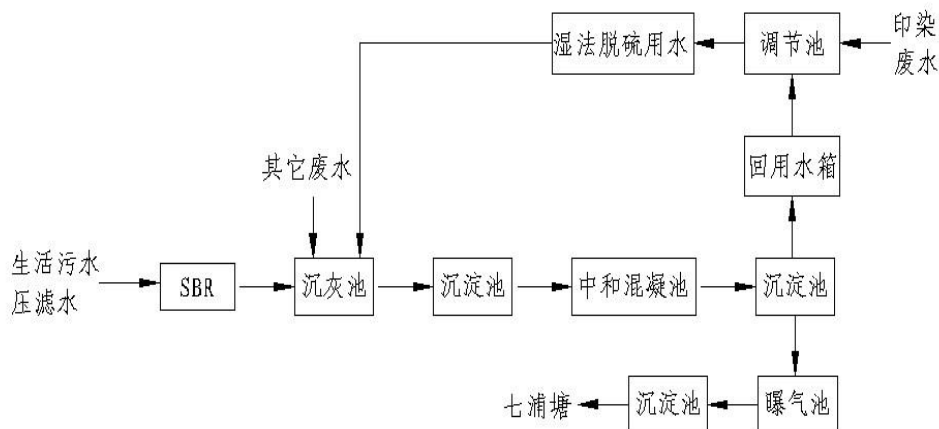 湿法脱硫用水
调节池
印染
废水
其它废水
回用水箱
生活污水
压滤水
SBR
沉灰池
沉淀池
中和混凝池
沉淀池
七浦塘
沉淀池
曝气池